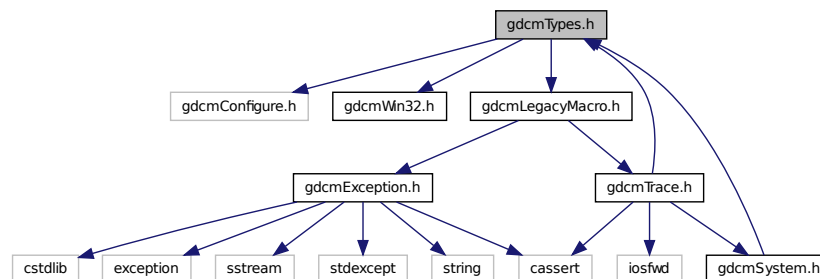 gdcmTypes.h
gdcmConfigure.h
gdcmWin32.h
gdcmLegacyMacro.h
gdcmException.h
gdcmTrace.h
cstdlib
exception
sstream
stdexcept
string
cassert
iosfwd
gdcmSystem.h